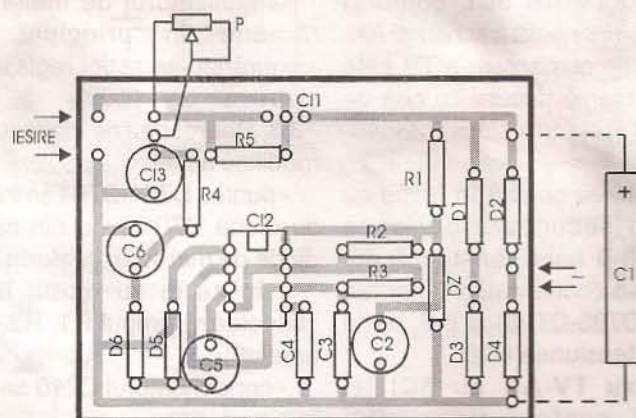 P
CI1
IESIRE
R5
CI3
R4
R1
D1
D2
+
C1
C6
CI2
R2
R3
DZ
~
D6
D5
C5
C4
C3
C2
D3
D4